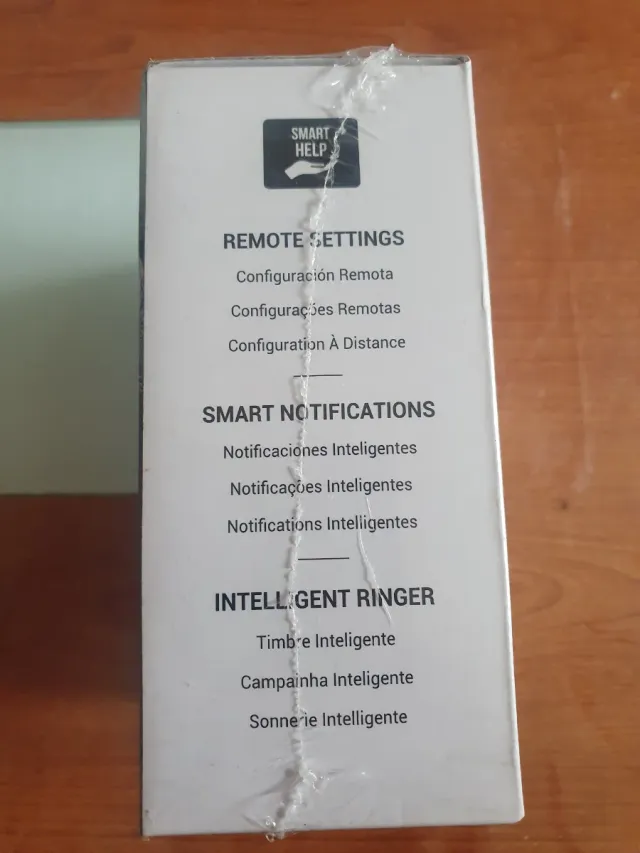 SMART
HELP
REMOTE SETTINGS
Configuración Remota
Configurações Remotas
Configuration À Distance
SMART NOTIFICATIONS
Notificaciones Inteligentes
Notificações Inteligentes
Notifications Intelligentes
INTELLIGENT RINGER
Timbre Inteligente
Campainha Inteligente
Sonnerie Intelligente